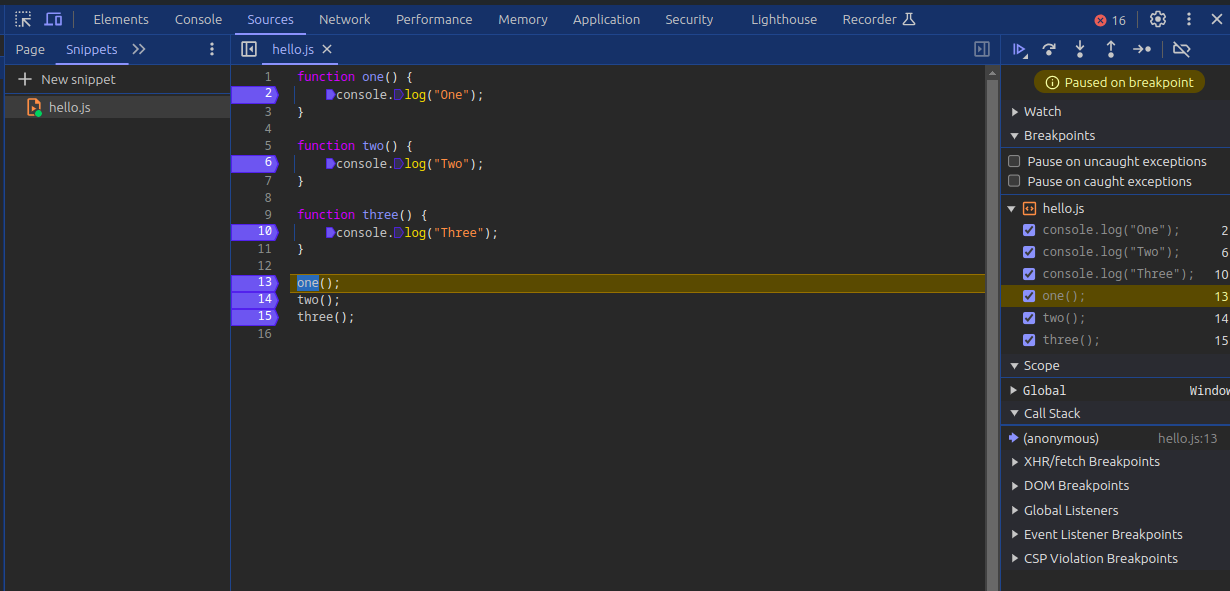 Elements Console Sources Network Performance Memory Application Security Lighthouse Recorder 16
Page Snippets hello.js
New snippet
hello.js
1 function one() {
2 console.log("One");
3 }
4
5 function two() {
6 console.log("Two");
7 }
8
9 function three() {
10 console.log("Three");
11 }
12
13 one();
14 two();
15 three();
16
Paused on breakpoint
Watch
Breakpoints
Pause on uncaught exceptions
Pause on caught exceptions
hello.js
console.log("One"); 2
console.log("Two"); 6
console.log("Three"); 10
one(); 13
two(); 14
three(); 15
Scope
Global Window
Call Stack
(anonymous) hello.js:13
XHR/fetch Breakpoints
DOM Breakpoints
Global Listeners
Event Listener Breakpoints
CSP Violation Breakpoints